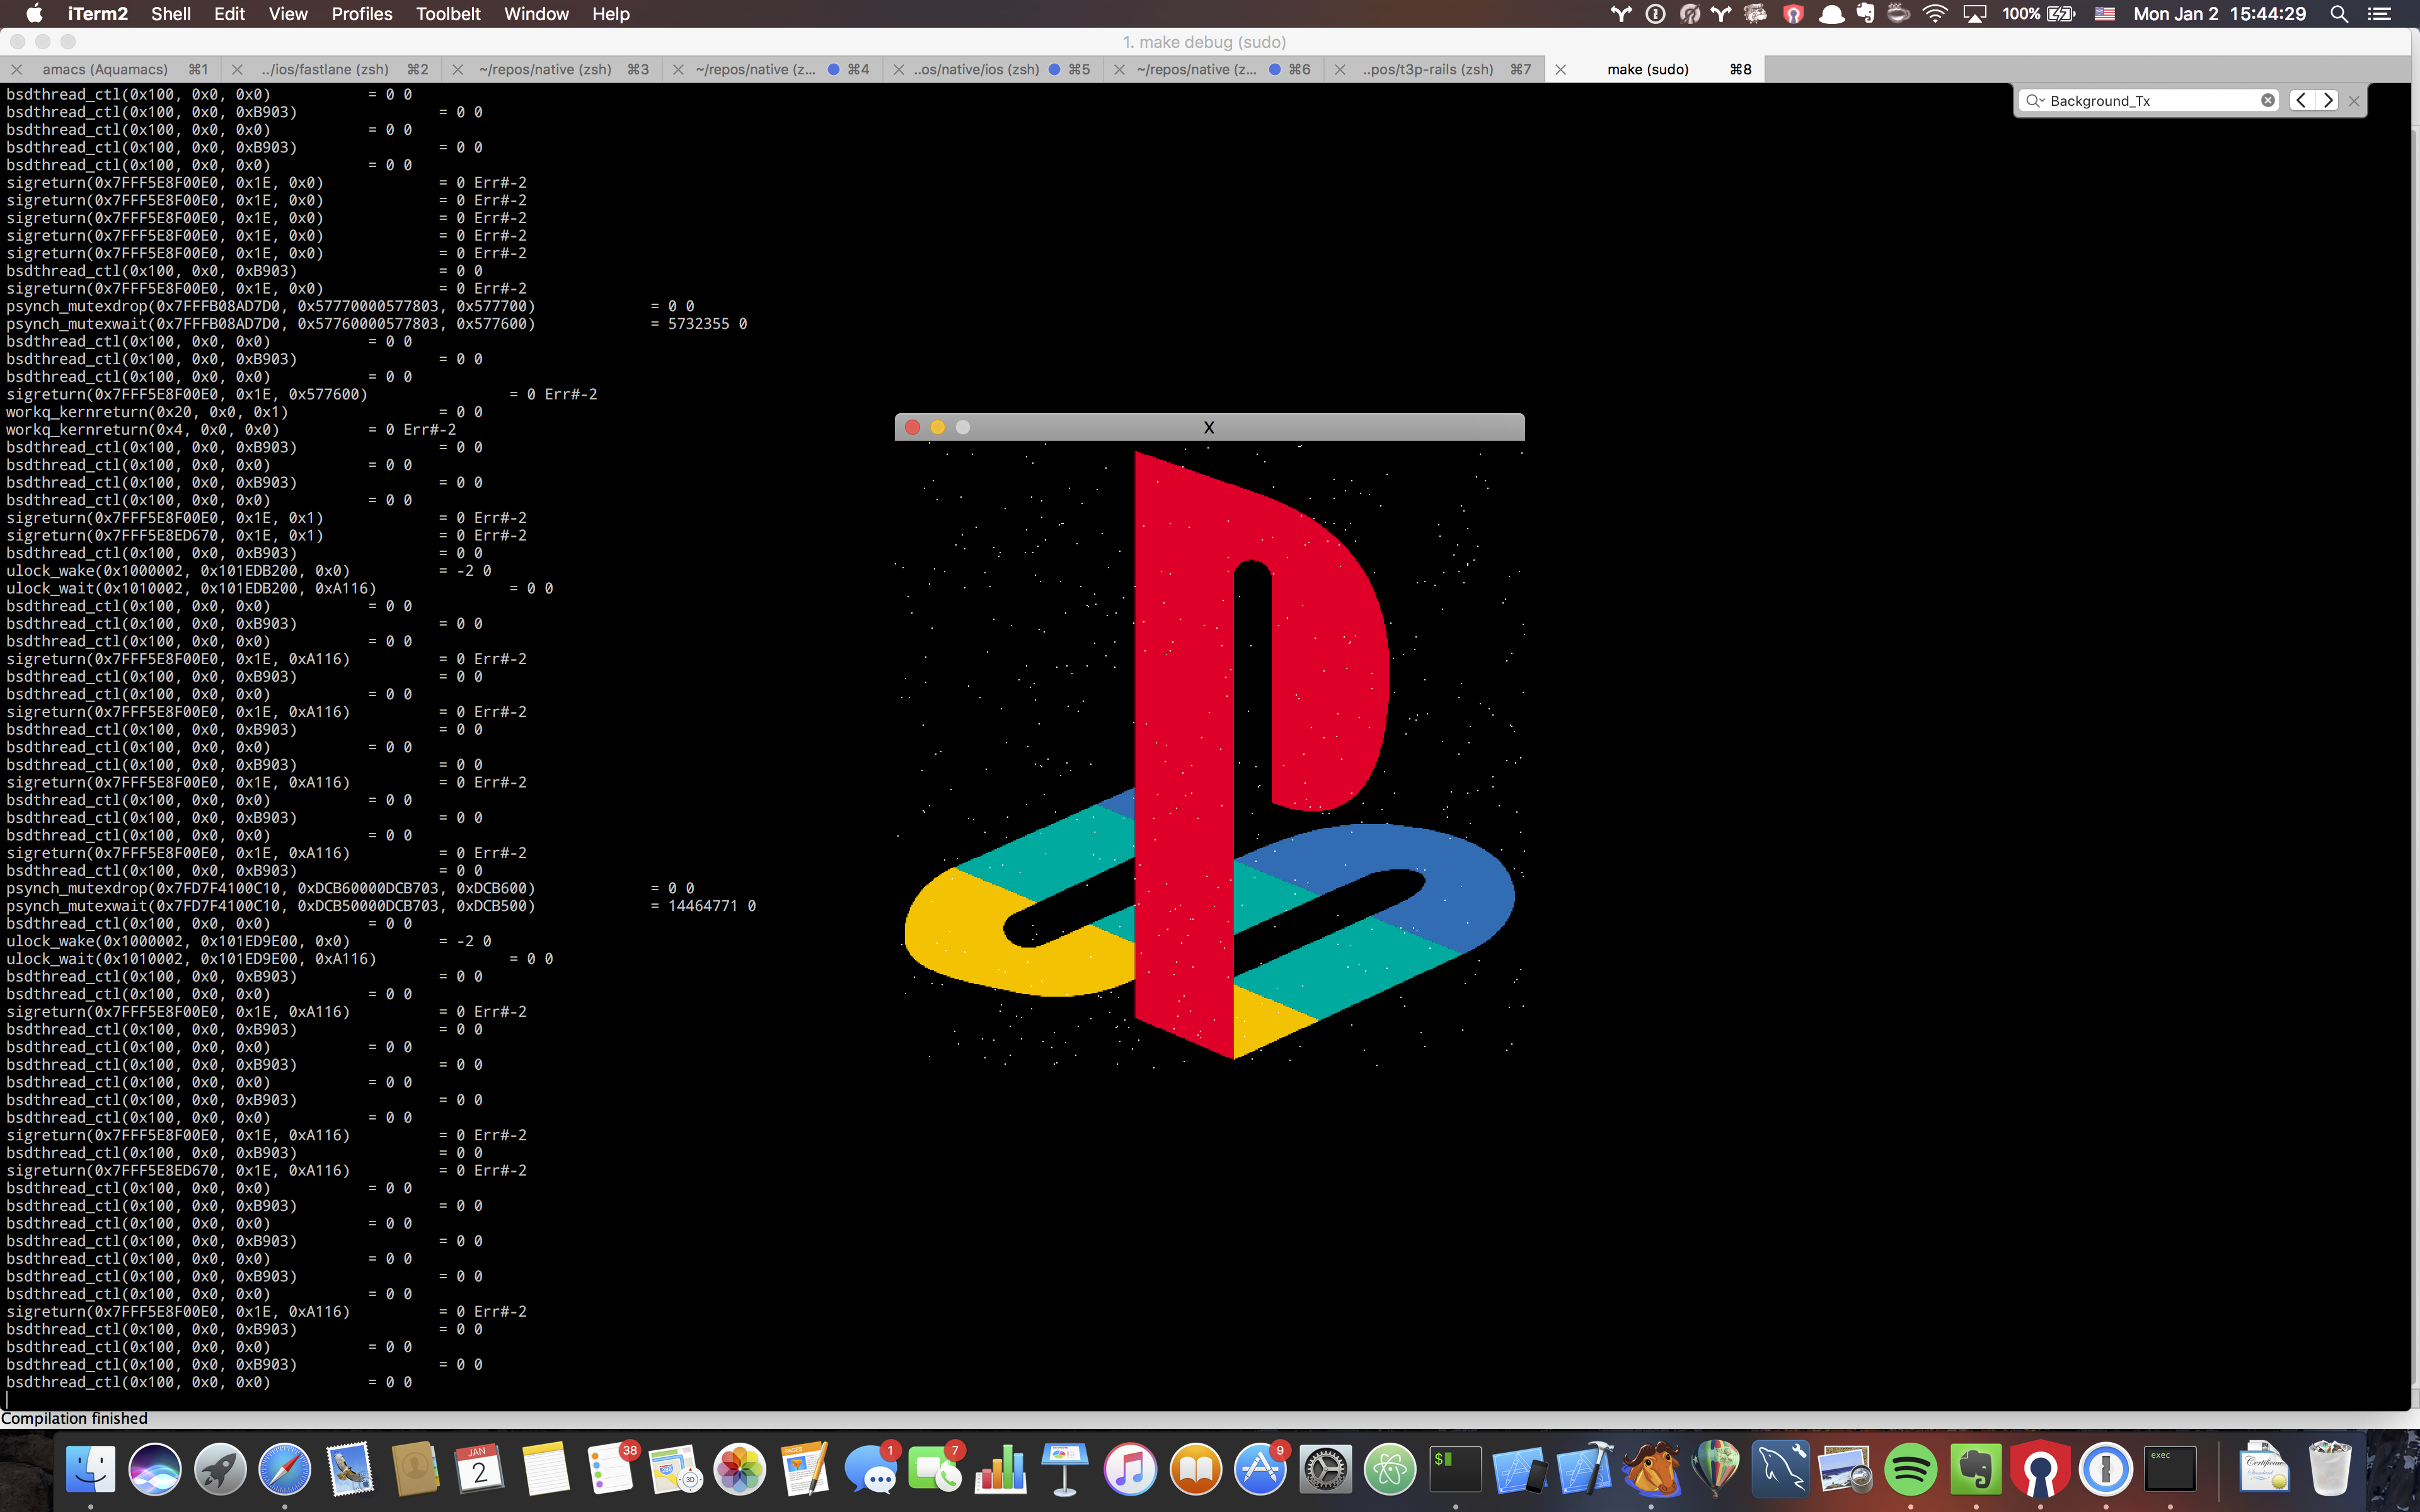 iTerm2 Shell Edit View Profiles Toolbelt Window Help 100% Mon Jan 2 15:44:29
1. make debug (sudo)
amacs (Aquamacs) ⌘1 ../ios/fastlane (zsh) ⌘2 ~/repos/native (zsh) ⌘3 ~/repos/native (z... ⌘4 ..os/native/ios (zsh) ⌘5 ~/repos/native (z... ⌘6 ..pos/t3p-rails (zsh) ⌘7 make (sudo) ⌘8
Background_Tx
bsdthread_ctl(0x100, 0x0, 0x0) = 0 0
bsdthread_ctl(0x100, 0x0, 0xB903) = 0 0
bsdthread_ctl(0x100, 0x0, 0x0) = 0 0
bsdthread_ctl(0x100, 0x0, 0xB903) = 0 0
bsdthread_ctl(0x100, 0x0, 0x0) = 0 0
sigreturn(0x7FFF5E8F00E0, 0x1E, 0x0) = 0 Err#-2
sigreturn(0x7FFF5E8F00E0, 0x1E, 0x0) = 0 Err#-2
sigreturn(0x7FFF5E8F00E0, 0x1E, 0x0) = 0 Err#-2
sigreturn(0x7FFF5E8F00E0, 0x1E, 0x0) = 0 Err#-2
sigreturn(0x7FFF5E8F00E0, 0x1E, 0x0) = 0 Err#-2
bsdthread_ctl(0x100, 0x0, 0xB903) = 0 0
sigreturn(0x7FFF5E8F00E0, 0x1E, 0x0) = 0 Err#-2
psynch_mutexdrop(0x7FFFB08AD7D0, 0x57770000577803, 0x577700) = 0 0
psynch_mutexwait(0x7FFFB08AD7D0, 0x57760000577803, 0x577600) = 5732355 0
bsdthread_ctl(0x100, 0x0, 0x0) = 0 0
bsdthread_ctl(0x100, 0x0, 0xB903) = 0 0
bsdthread_ctl(0x100, 0x0, 0x0) = 0 0
sigreturn(0x7FFF5E8F00E0, 0x1E, 0x577600) = 0 Err#-2
workq_kernreturn(0x20, 0x0, 0x1) = 0 0
workq_kernreturn(0x4, 0x0, 0x0) = 0 Err#-2
bsdthread_ctl(0x100, 0x0, 0xB903) = 0 0
bsdthread_ctl(0x100, 0x0, 0x0) = 0 0
bsdthread_ctl(0x100, 0x0, 0xB903) = 0 0
bsdthread_ctl(0x100, 0x0, 0x0) = 0 0
sigreturn(0x7FFF5E8F00E0, 0x1E, 0x1) = 0 Err#-2
sigreturn(0x7FFF5E8ED670, 0x1E, 0x1) = 0 Err#-2
bsdthread_ctl(0x100, 0x0, 0xB903) = 0 0
ulock_wake(0x1000002, 0x101EDB200, 0x0) = -2 0
ulock_wait(0x1010002, 0x101EDB200, 0xA116) = 0 0
bsdthread_ctl(0x100, 0x0, 0x0) = 0 0
bsdthread_ctl(0x100, 0x0, 0xB903) = 0 0
bsdthread_ctl(0x100, 0x0, 0x0) = 0 0
sigreturn(0x7FFF5E8F00E0, 0x1E, 0xA116) = 0 Err#-2
bsdthread_ctl(0x100, 0x0, 0xB903) = 0 0
bsdthread_ctl(0x100, 0x0, 0x0) = 0 0
sigreturn(0x7FFF5E8F00E0, 0x1E, 0xA116) = 0 Err#-2
bsdthread_ctl(0x100, 0x0, 0xB903) = 0 0
bsdthread_ctl(0x100, 0x0, 0x0) = 0 0
bsdthread_ctl(0x100, 0x0, 0xB903) = 0 0
sigreturn(0x7FFF5E8F00E0, 0x1E, 0xA116) = 0 Err#-2
bsdthread_ctl(0x100, 0x0, 0x0) = 0 0
bsdthread_ctl(0x100, 0x0, 0xB903) = 0 0
bsdthread_ctl(0x100, 0x0, 0x0) = 0 0
sigreturn(0x7FFF5E8F00E0, 0x1E, 0xA116) = 0 Err#-2
bsdthread_ctl(0x100, 0x0, 0xB903) = 0 0
psynch_mutexdrop(0x7FD7F4100C10, 0xDCB60000DCB703, 0xDCB600) = 0 0
psynch_mutexwait(0x7FD7F4100C10, 0xDCB50000DCB703, 0xDCB500) = 14464771 0
bsdthread_ctl(0x100, 0x0, 0x0) = 0 0
ulock_wake(0x1000002, 0x101ED9E00, 0x0) = -2 0
ulock_wait(0x1010002, 0x101ED9E00, 0xA116) = 0 0
bsdthread_ctl(0x100, 0x0, 0xB903) = 0 0
bsdthread_ctl(0x100, 0x0, 0x0) = 0 0
sigreturn(0x7FFF5E8F00E0, 0x1E, 0xA116) = 0 Err#-2
bsdthread_ctl(0x100, 0x0, 0xB903) = 0 0
bsdthread_ctl(0x100, 0x0, 0x0) = 0 0
bsdthread_ctl(0x100, 0x0, 0xB903) = 0 0
bsdthread_ctl(0x100, 0x0, 0x0) = 0 0
bsdthread_ctl(0x100, 0x0, 0xB903) = 0 0
bsdthread_ctl(0x100, 0x0, 0x0) = 0 0
sigreturn(0x7FFF5E8F00E0, 0x1E, 0xA116) = 0 Err#-2
bsdthread_ctl(0x100, 0x0, 0xB903) = 0 0
sigreturn(0x7FFF5E8ED670, 0x1E, 0xA116) = 0 Err#-2
bsdthread_ctl(0x100, 0x0, 0x0) = 0 0
bsdthread_ctl(0x100, 0x0, 0xB903) = 0 0
bsdthread_ctl(0x100, 0x0, 0x0) = 0 0
bsdthread_ctl(0x100, 0x0, 0xB903) = 0 0
bsdthread_ctl(0x100, 0x0, 0x0) = 0 0
bsdthread_ctl(0x100, 0x0, 0xB903) = 0 0
bsdthread_ctl(0x100, 0x0, 0x0) = 0 0
sigreturn(0x7FFF5E8F00E0, 0x1E, 0xA116) = 0 Err#-2
bsdthread_ctl(0x100, 0x0, 0xB903) = 0 0
bsdthread_ctl(0x100, 0x0, 0x0) = 0 0
bsdthread_ctl(0x100, 0x0, 0xB903) = 0 0
bsdthread_ctl(0x100, 0x0, 0x0) = 0 0
X
Compilation finished
JAN
2
38
3D
PAGES
1
7
9
$
exec